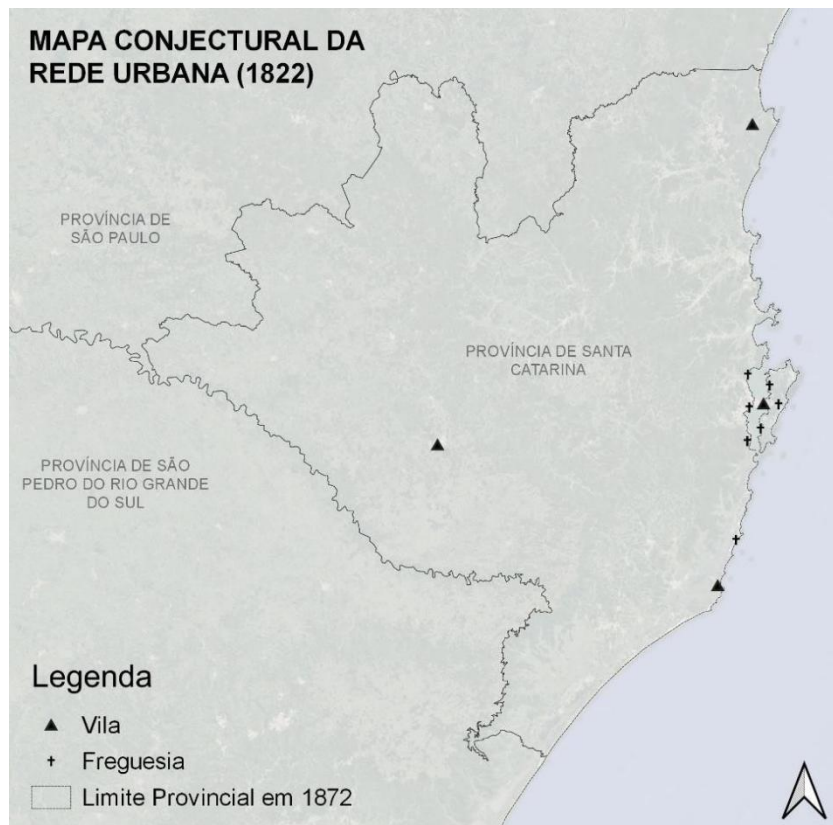 MAPA CONJECTURAL DA
REDE URBANA (1822)
PROVÍNCIA DE
SÃO PAULO
PROVÍNCIA DE SANTA
CATARINA
PROVÍNCIA DE SÃO
PEDRO DO RIO GRANDE
DO SUL
Legenda
Vila
Freguesia
Limite Provincial em 1872